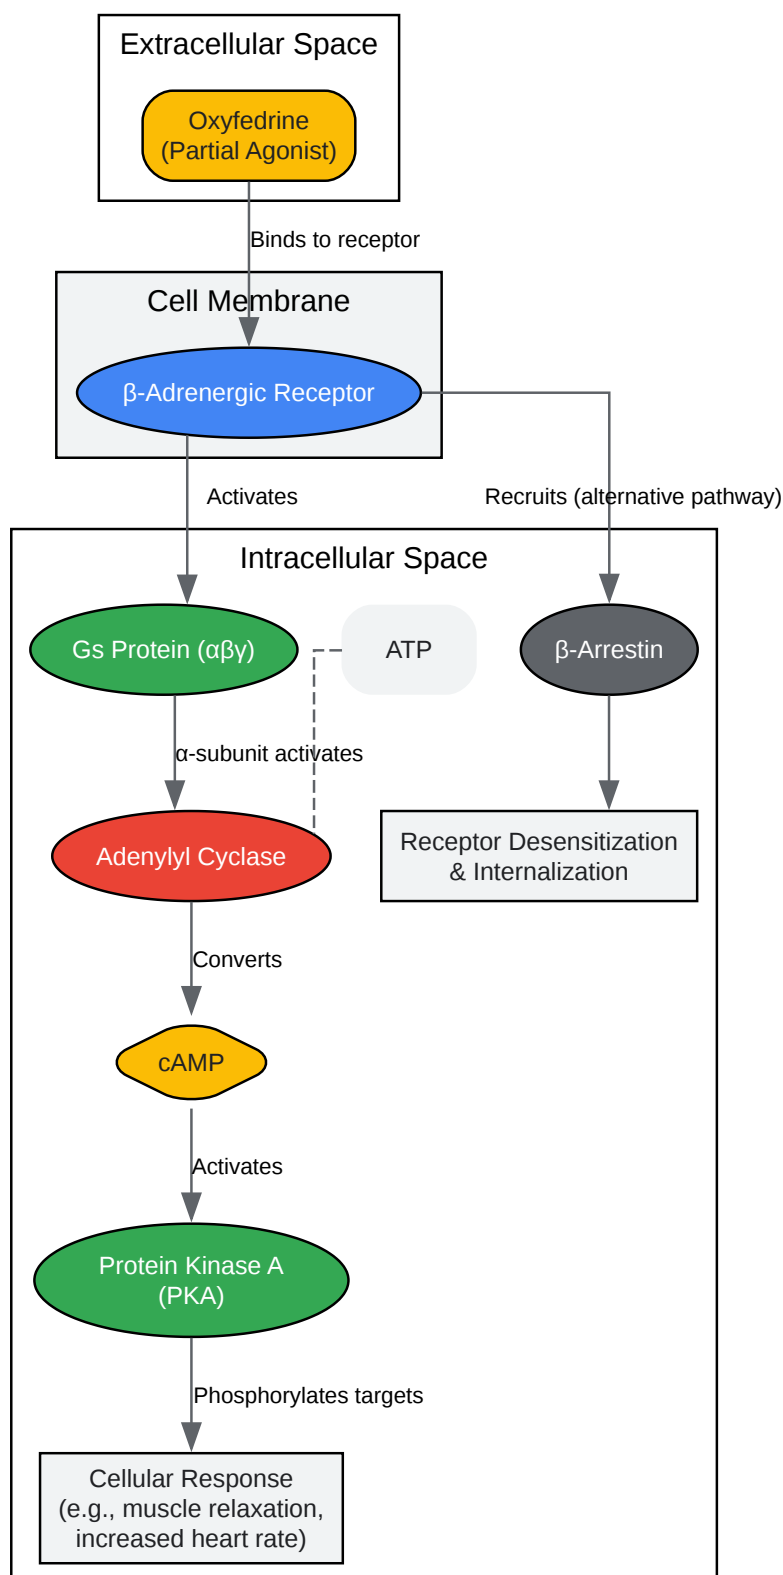 Extracellular Space
Oxyfedrine
(Partial Agonist)
Binds to receptor
Cell Membrane
β-Adrenergic Receptor
Activates
Recruits (alternative pathway)
Intracellular Space
Gs Protein (αβγ)
ATP
β-Arrestin
α-subunit activates
Adenylyl Cyclase
Receptor Desensitization
& Internalization
Converts
cAMP
Activates
Protein Kinase A
(PKA)
Phosphorylates targets
Cellular Response
(e.g., muscle relaxation,
increased heart rate)